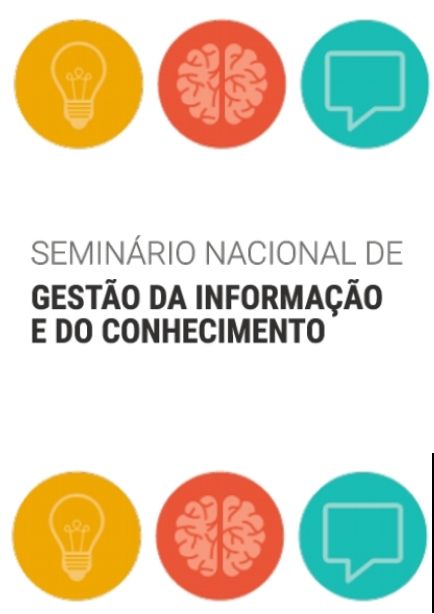 SEMINÁRIO NACIONAL DE
GESTÃO DA INFORMAÇÃO
E DO CONHECIMENTO